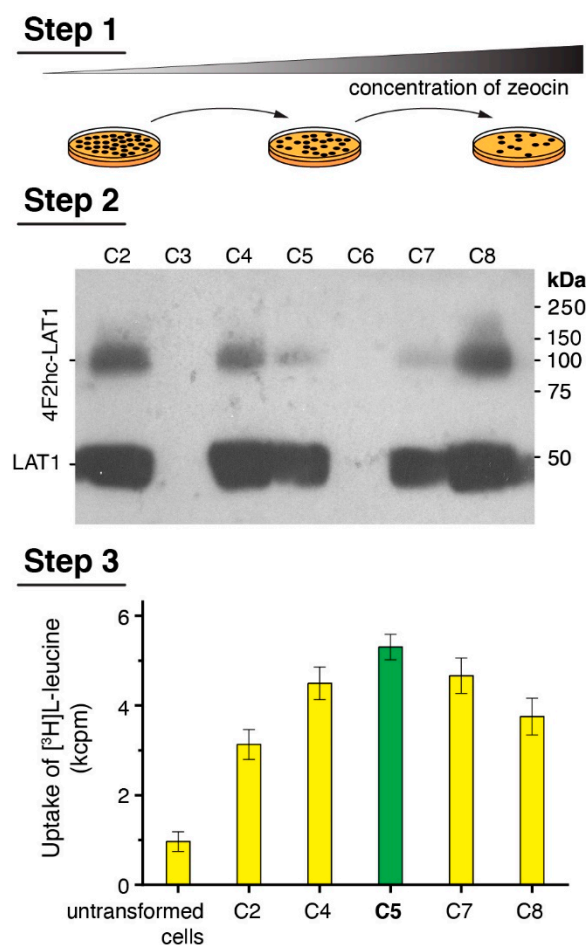 Step 1
concentration of zeocin
Step 2
C2 C3 C4 C5 C6 C7 C8
kDa
4F2hc-LAT1
LAT1
250
150
100
75
50
Step 3
Uptake of [³H]L-leucine
(kcpm)
6
4
2
0
untransformed
cells
C2 C4 C5 C7 C8